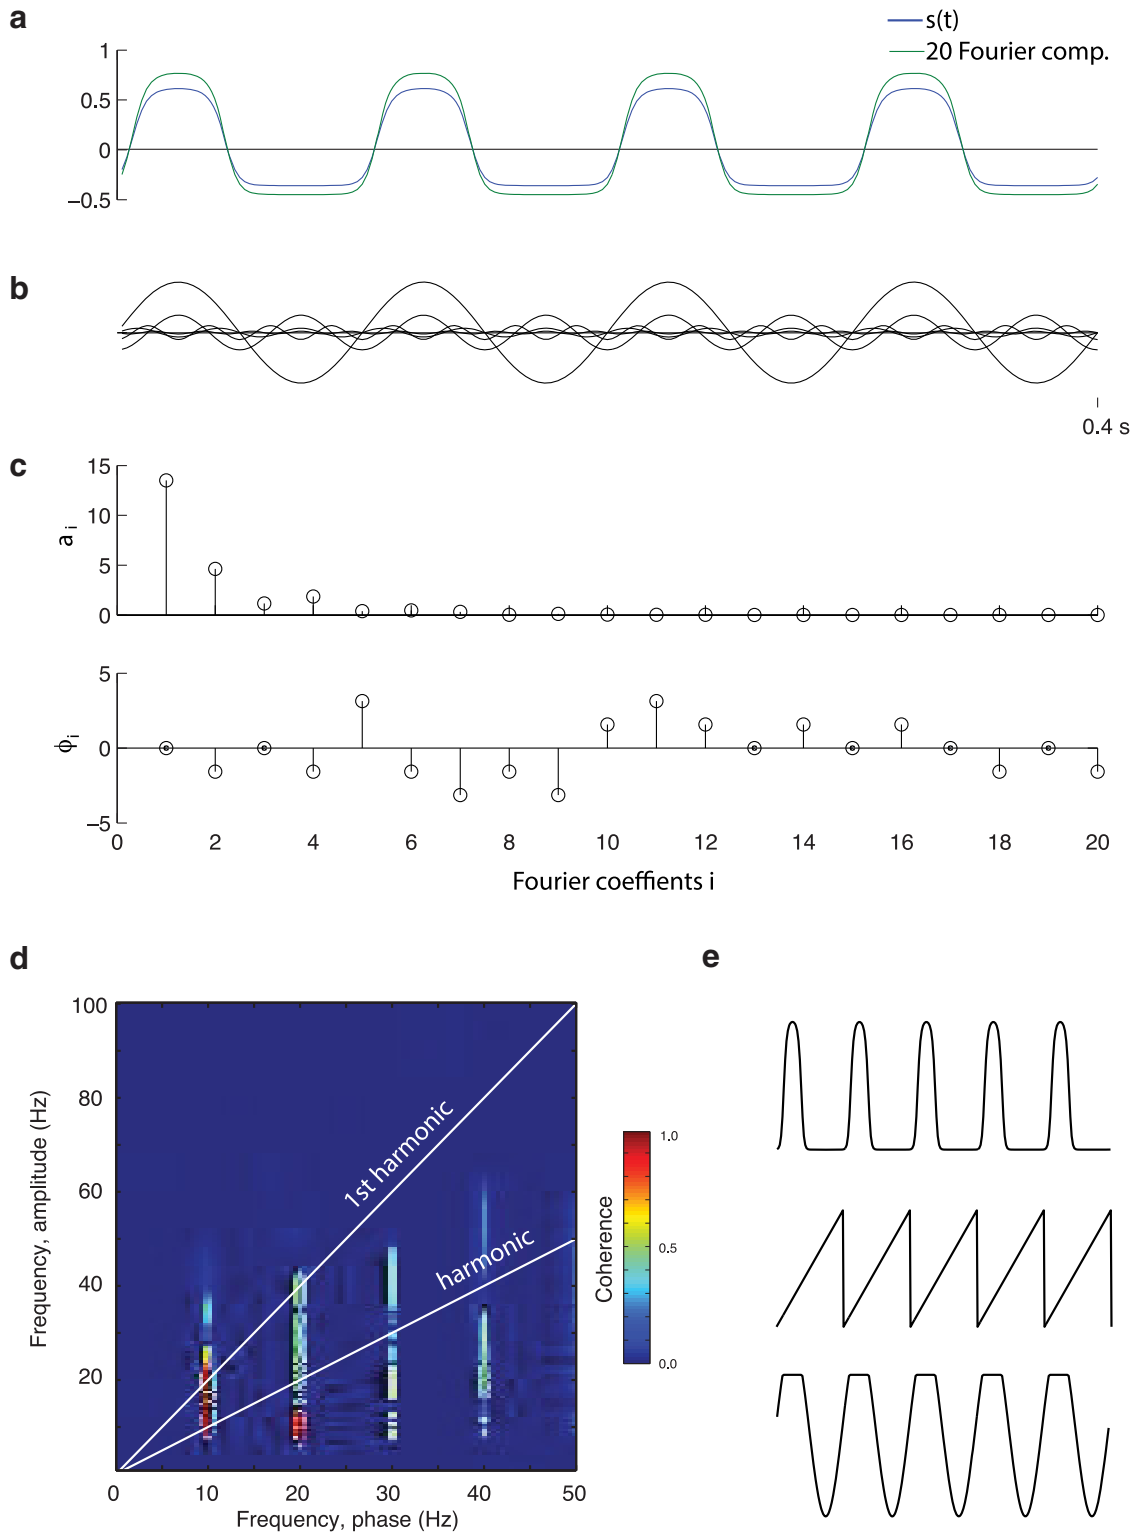 a
s(t)
20 Fourier comp.
1
0.5
0
−0.5
b
0.4 s
c
15
10
5
0
a i
5
0
−5
ϕi
0 2 4 6 8 10 12 14 16 18 20
Fourier coeffients i
d
100
80
60
40
20
Frequency, amplitude (Hz)
1st harmonic
harmonic
0 10 20 30 40 50
Frequency, phase (Hz)
1.0
0.5
0.0
Coherence
e